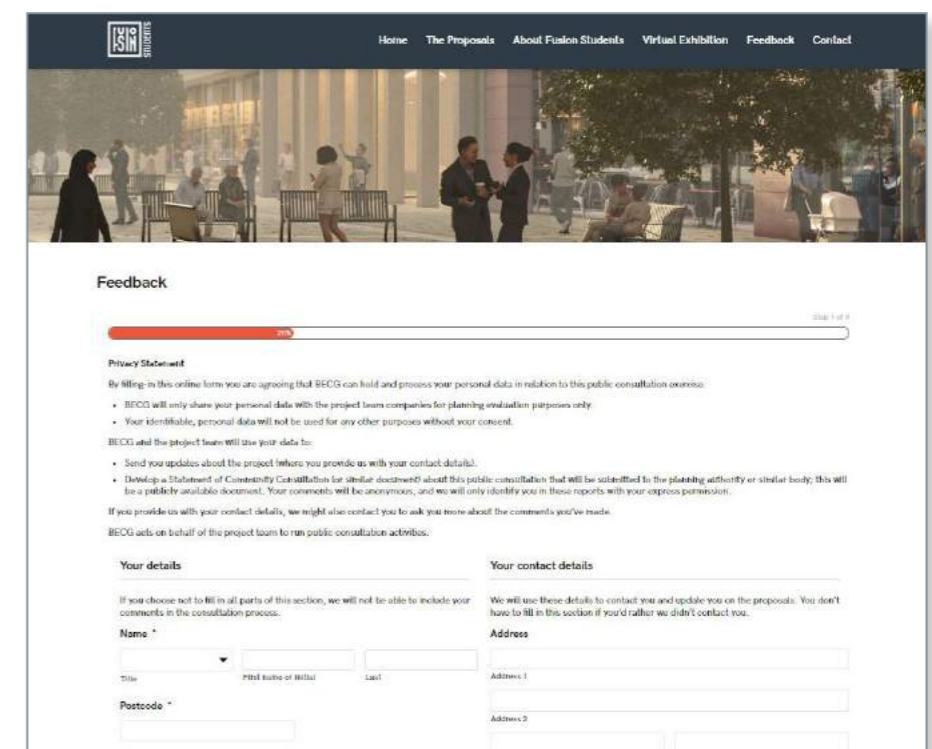 STUDENTS
Home The Proposals About Fusion Students Virtual Exhibition Feedback Contact
Feedback
Step 1 of 4
25%
Privacy Statement
By filling-in this online form you are agreeing that BECG can hold and process your personal data in relation to this public consultation exercise.
• BECG will only share your personal data with the project team companies for planning evaluation purposes only.
• Your identifiable, personal data will not be used for any other purposes without your consent.
BECG and the project team will use your data to:
• Send you updates about the project (where you provide us with your contact details).
• Develop a Statement of Community Consultation (or similar document) about this public consultation that will be submitted to the planning authority or similar body; this will
be a publicly available document. Your comments will be anonymous, and we will only identify you in these reports with your express permission.
If you provide us with your contact details, we might also contact you to ask you more about the comments you've made.
BECG acts on behalf of the project team to run public consultation activities.
Your details
If you choose not to fill in all parts of this section, we will not be able to include your
comments in the consultation process.
Name *
Title First name or initial Last
Postcode *
Your contact details
We will use these details to contact you and update you on the proposals. You don't
have to fill in this section if you'd rather we didn't contact you.
Address
Address 1
Address 2